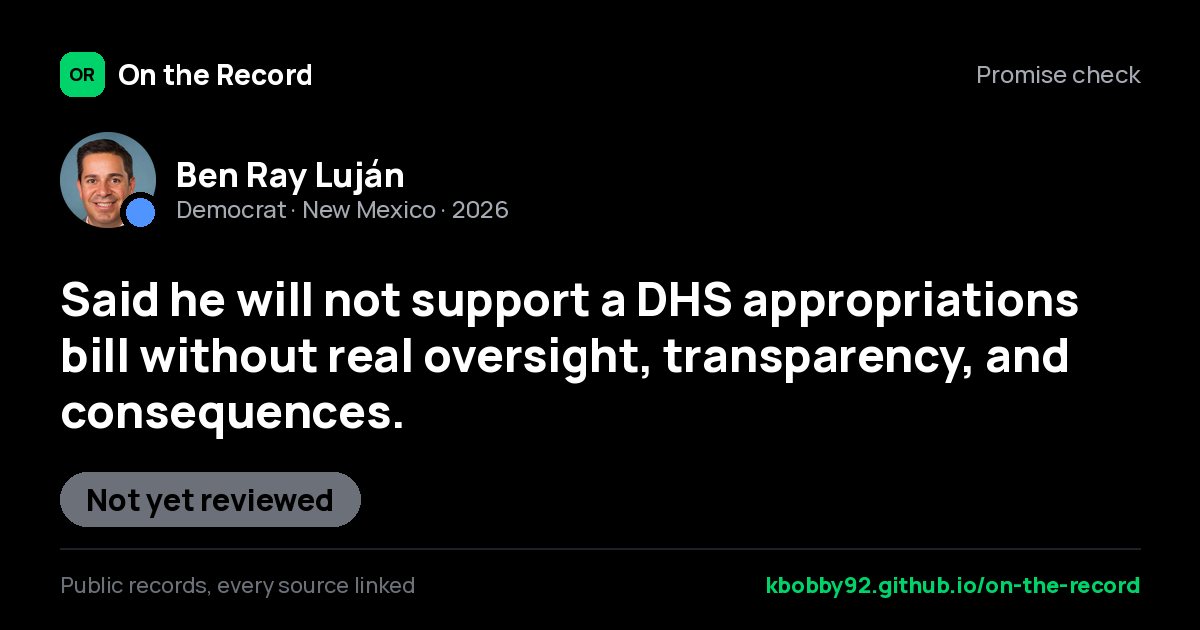 OR On the Record
Promise check
Ben Ray Luján
Democrat · New Mexico · 2026
Said he will not support a DHS appropriations
bill without real oversight, transparency, and
consequences.
Not yet reviewed
Public records, every source linked
kbobby92.github.io/on-the-record